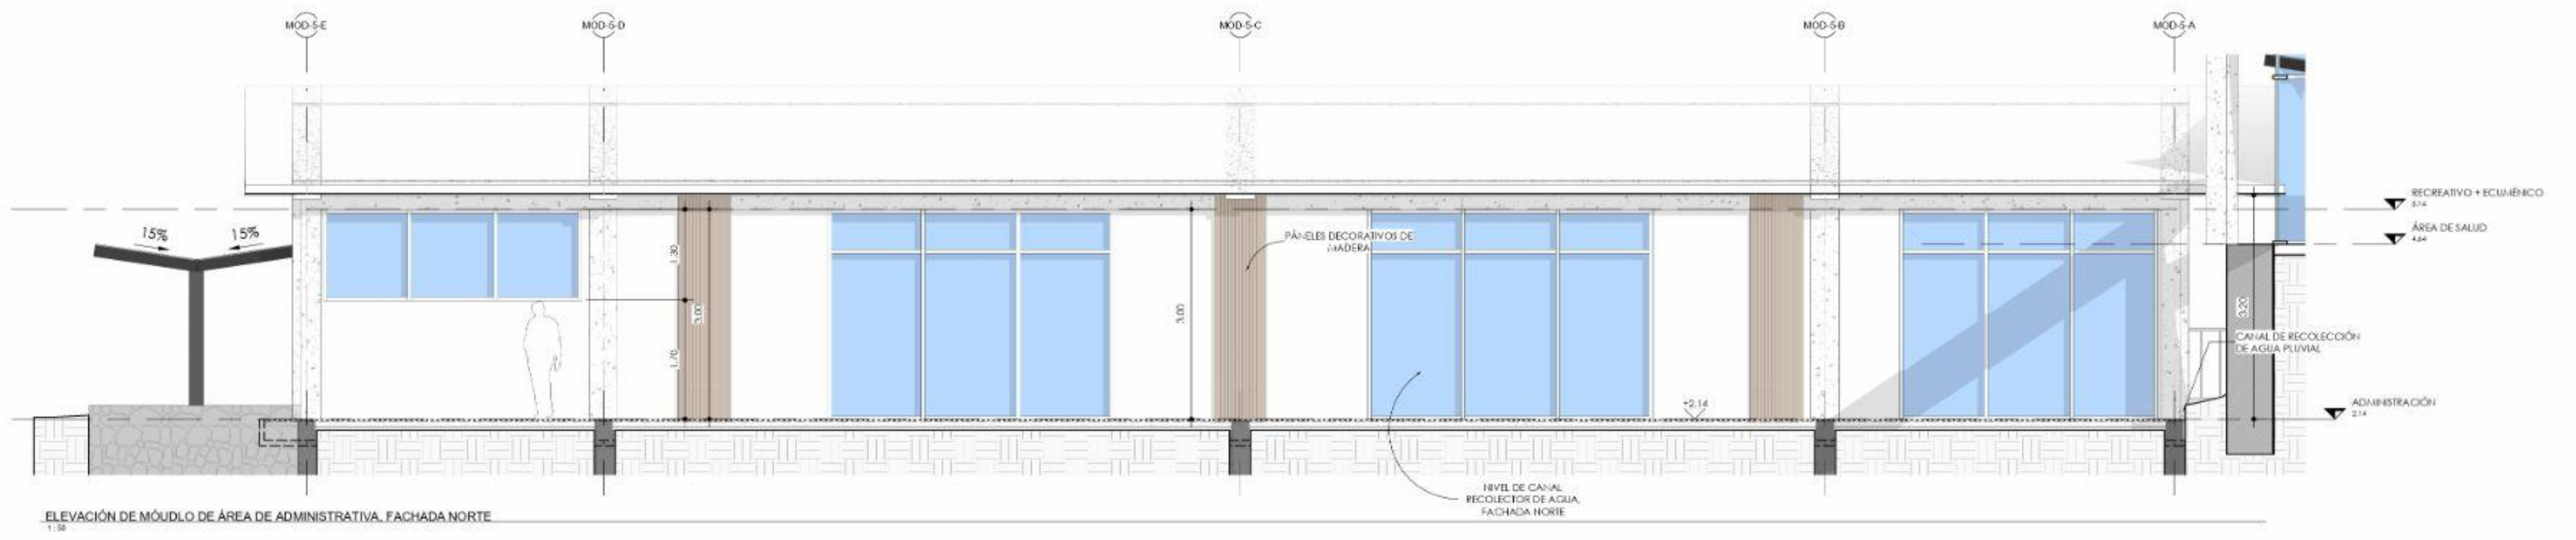 MOD-5-E
MOD-5-D
MOD-5-C
MOD-5-B
MOD-5-A
15%
15%
RECREATIVO + ECUMÉNICO
5.14
ÁREA DE SALUD
4.64
PÁNELES DECORATIVOS DE
MADERA
1.30
3.00
1.70
3.00
3.20
CANAL DE RECOLECCIÓN
DE AGUA PLUVIAL
+2.14
ADMINISTRACIÓN
2.14
NIVEL DE CANAL
RECOLECTOR DE AGUA,
FACHADA NORTE
ELEVACIÓN DE MÓUDLO DE ÁREA DE ADMINISTRATIVA, FACHADA NORTE
1 : 50